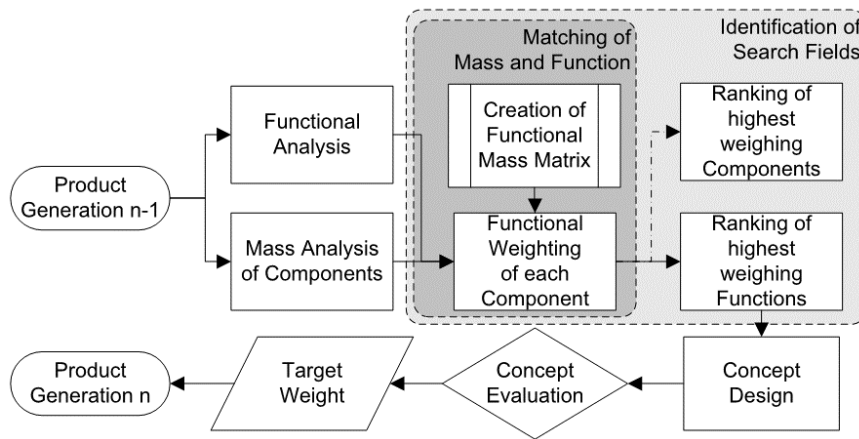 Matching of
Mass and Function
Identification of
Search Fields
Functional
Analysis
Creation of
Functional
Mass Matrix
Ranking of
highest
weighing
Components
Product
Generation n-1
Mass Analysis
of Components
Functional
Weighting
of each
Component
Ranking of
highest
weighing
Functions
Product
Generation n
Target
Weight
Concept
Evaluation
Concept
Design